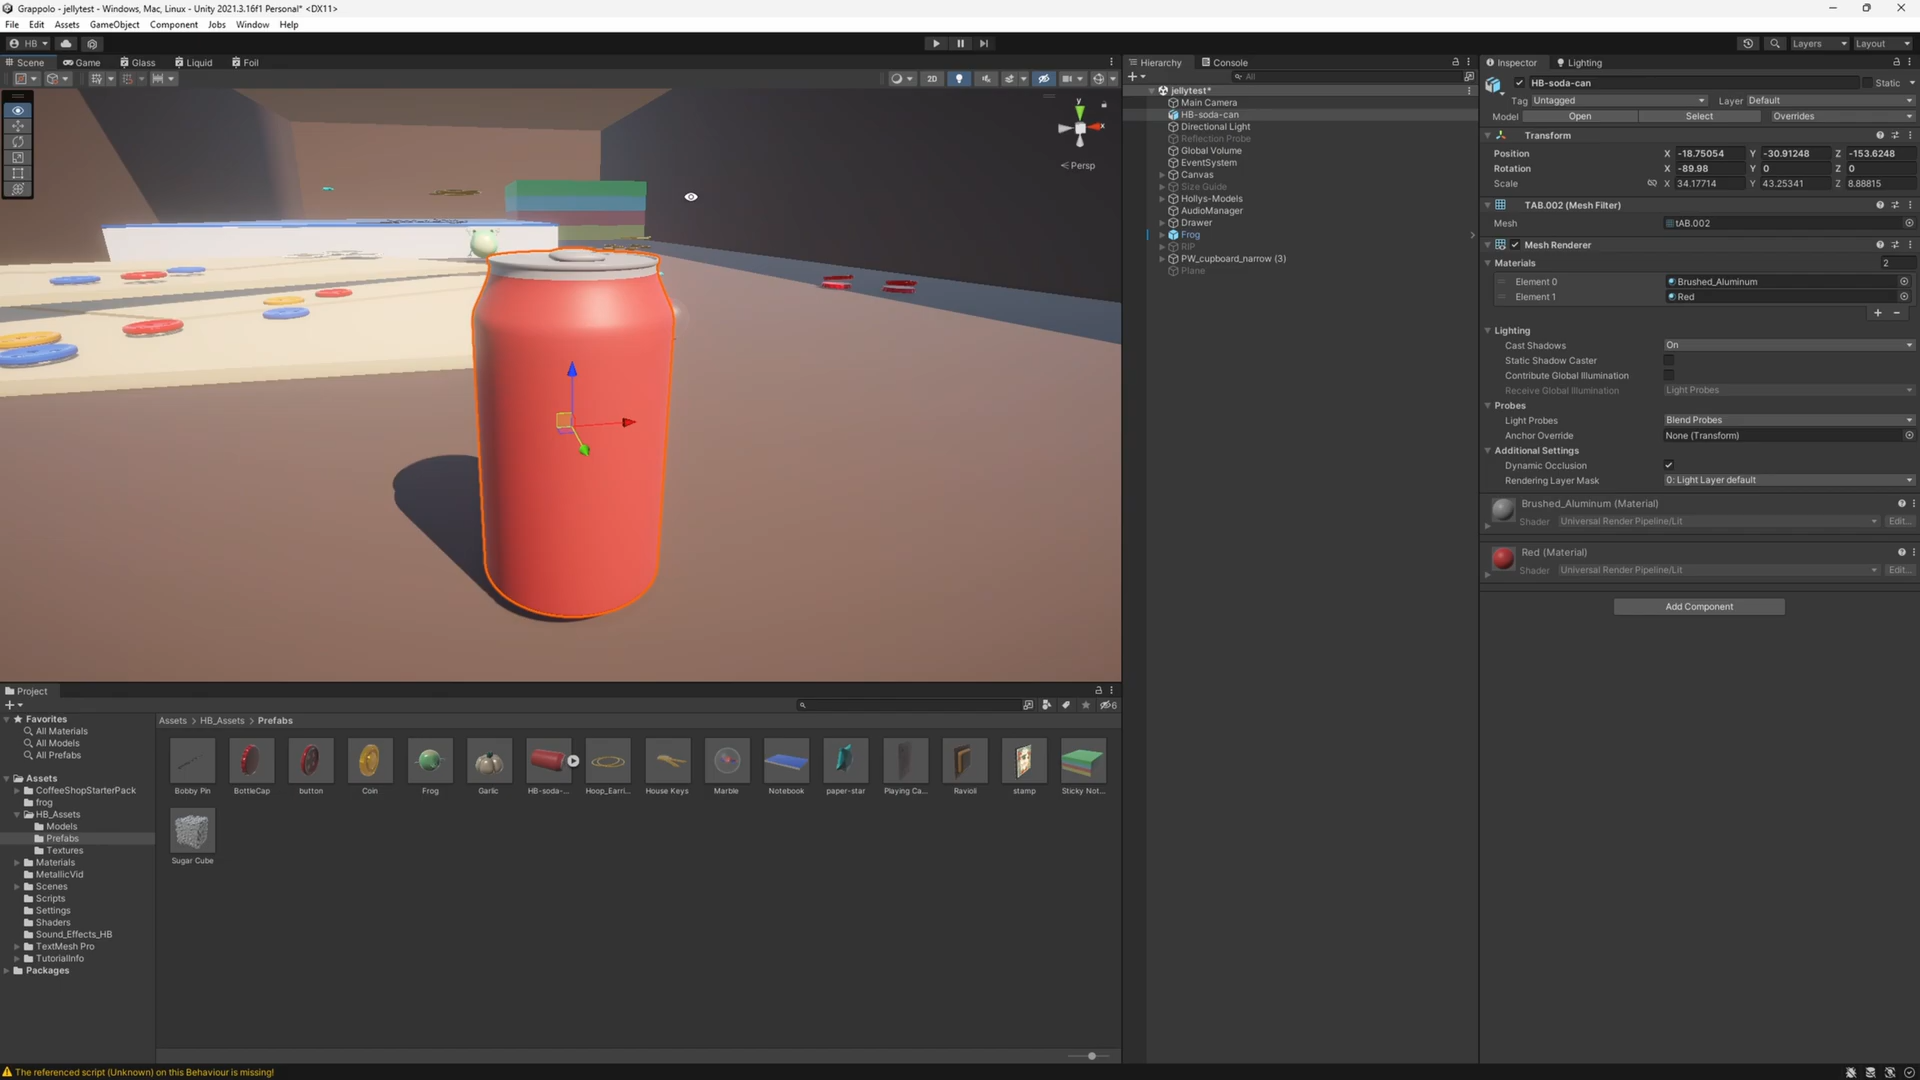 Grappolo - jellytest - Windows, Mac, Linux - Unity 2021.3.16f1 Personal* <DX11>
File Edit Assets GameObject Component Jobs Window Help
HB
Layers Layout
Scene Game Glass Liquid Foil
2D
y
x
Persp
Hierarchy Console
All
jellytest*
Main Camera
HB-soda-can
Directional Light
Reflection Probe
Global Volume
EventSystem
Canvas
Size Guide
Hollys-Models
AudioManager
Drawer
Frog
RIP
PW_cupboard_narrow (3)
Plane
Inspector Lighting
HB-soda-can Static
Tag Untagged Layer Default
Model Open Select Overrides
Transform
Position X -18.75054 Y -30.91248 Z -153.6248
Rotation X -89.98 Y 0 Z 0
Scale X 34.17714 Y 43.25341 Z 8.88815
TAB.002 (Mesh Filter)
Mesh tAB.002
Mesh Renderer
Materials 2
Element 0 Brushed_Aluminum
Element 1 Red
+ -
Lighting
Cast Shadows On
Static Shadow Caster
Contribute Global Illumination
Receive Global Illumination Light Probes
Probes
Light Probes Blend Probes
Anchor Override None (Transform)
Additional Settings
Dynamic Occlusion
Rendering Layer Mask 0: Light Layer default
Brushed_Aluminum (Material)
Shader Universal Render Pipeline/Lit Edit...
Red (Material)
Shader Universal Render Pipeline/Lit Edit...
Add Component
Project
6
Favorites
All Materials
All Models
All Prefabs
Assets
CoffeeShopStarterPack
frog
HB_Assets
Models
Prefabs
Textures
Materials
MetallicVid
Scenes
Scripts
Settings
Shaders
Sound_Effects_HB
TextMesh Pro
TutorialInfo
Packages
Assets > HB_Assets > Prefabs
Bobby Pin BottleCap button Coin Frog Garlic HB-soda-... Hoop_Earri... House Keys Marble Notebook paper-star Playing Ca... Ravioli stamp Sticky Not...
Sugar Cube
The referenced script (Unknown) on this Behaviour is missing!